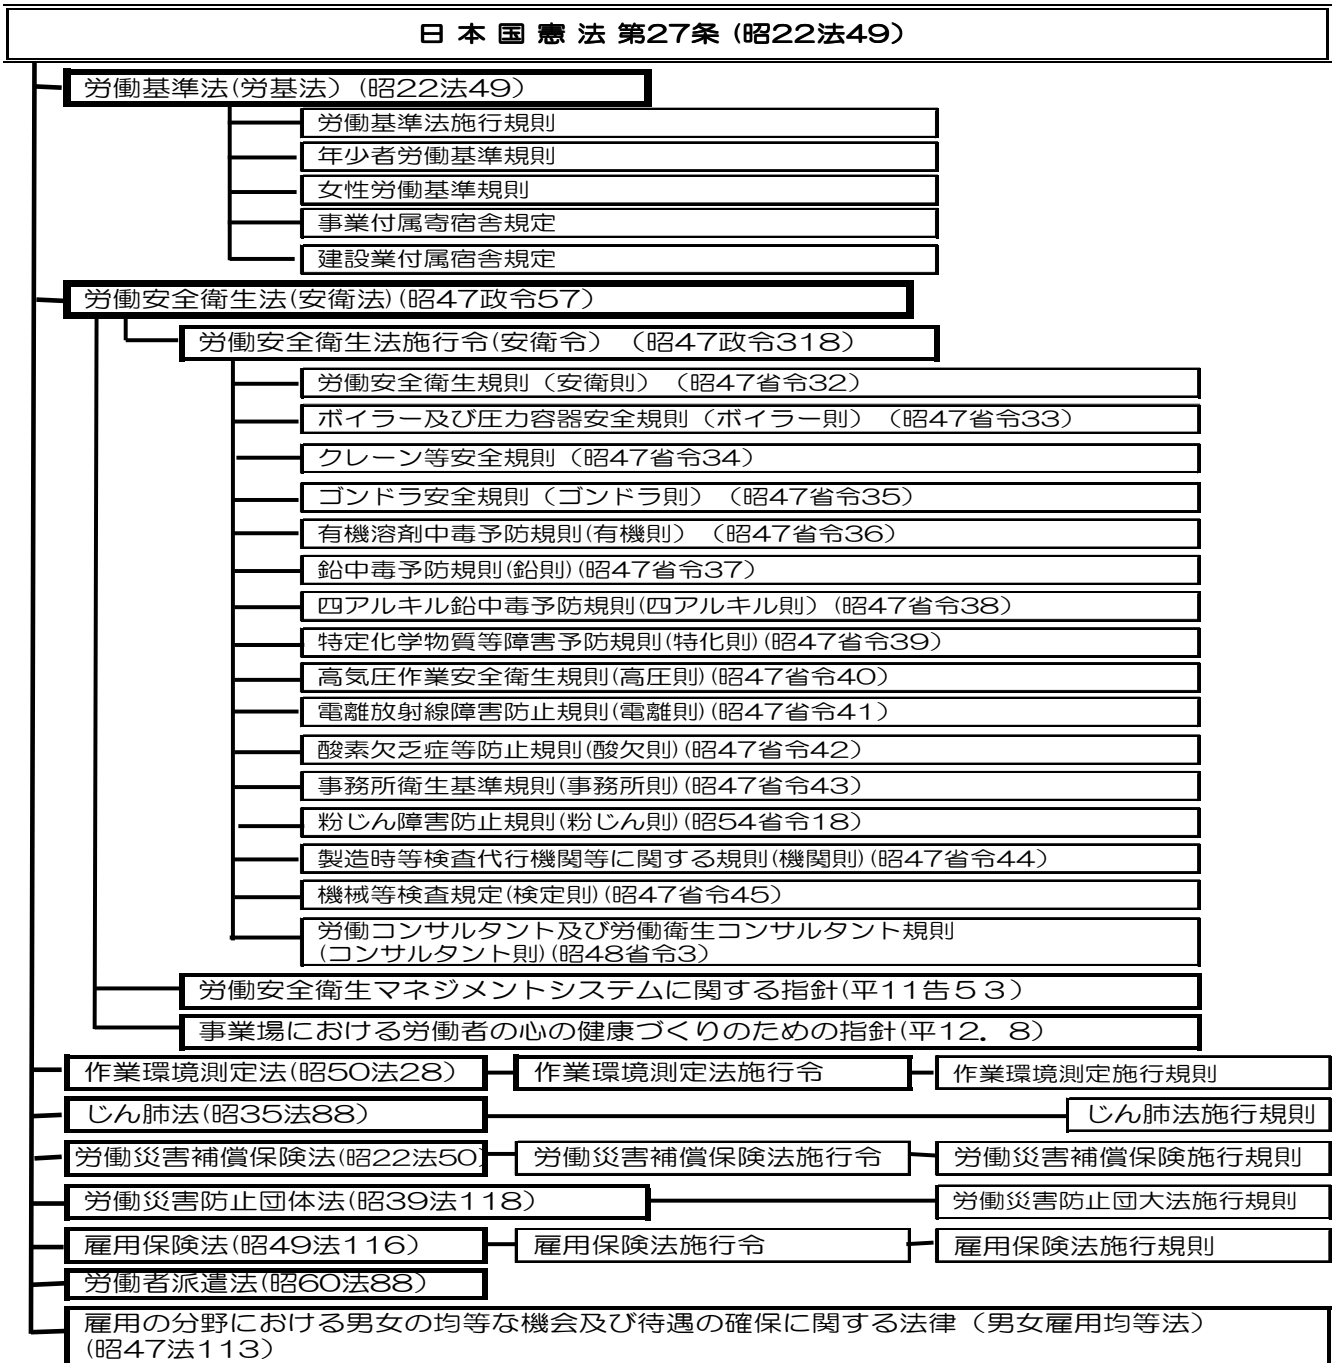 日本国憲法 第27条 (昭22法49)
労働基準法(労基法) (昭22法49)
労働基準法施行規則
年少者労働基準規則
女性労働基準規則
事業付属寄宿舎規定
建設業付属宿舎規定
労働安全衛生法(安衛法)(昭47政令57)
労働安全衛生法施行令(安衛令) (昭47政令318)
労働安全衛生規則(安衛則) (昭47省令32)
ボイラー及び圧力容器安全規則(ボイラー則) (昭47省令33)
クレーン等安全規則(昭47省令34)
ゴンドラ安全規則(ゴンドラ則) (昭47省令35)
有機溶剤中毒予防規則(有機則) (昭47省令36)
鉛中毒予防規則(鉛則)(昭47省令37)
四アルキル鉛中毒予防規則(四アルキル則)(昭47省令38)
特定化学物質等障害予防規則(特化則)(昭47省令39)
高気圧作業安全衛生規則(高圧則)(昭47省令40)
電離放射線障害防止規則(電離則)(昭47省令41)
酸素欠乏症等防止規則(酸欠則)(昭47省令42)
事務所衛生基準規則(事務所則)(昭47省令43)
粉じん障害防止規則(粉じん則)(昭54省令18)
製造時等検査代行機関等に関する規則(機関則)(昭47省令44)
機械等検査規定(検定則)(昭47省令45)
労働コンサルタント及び労働衛生コンサルタント規則
(コンサルタント則)(昭48省令3)
労働安全衛生マネジメントシステムに関する指針(平11告53)
事業場における労働者の心の健康づくりのための指針(平12.8)
作業環境測定法(昭50法28) 作業環境測定法施行令 作業環境測定施行規則
じん肺法(昭35法88) じん肺法施行規則
労働災害補償保険法(昭22法50) 労働災害補償保険法施行令 労働災害補償保険施行規則
労働災害防止団体法(昭39法118) 労働災害防止団大法施行規則
雇用保険法(昭49法116) 雇用保険法施行令 雇用保険法施行規則
労働者派遣法(昭60法88)
雇用の分野における男女の均等な機会及び待遇の確保に関する法律(男女雇用均等法)
(昭47法113)